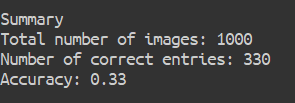 Summary
Total number of images: 1000
Number of correct entries: 330
Accuracy: 0.33